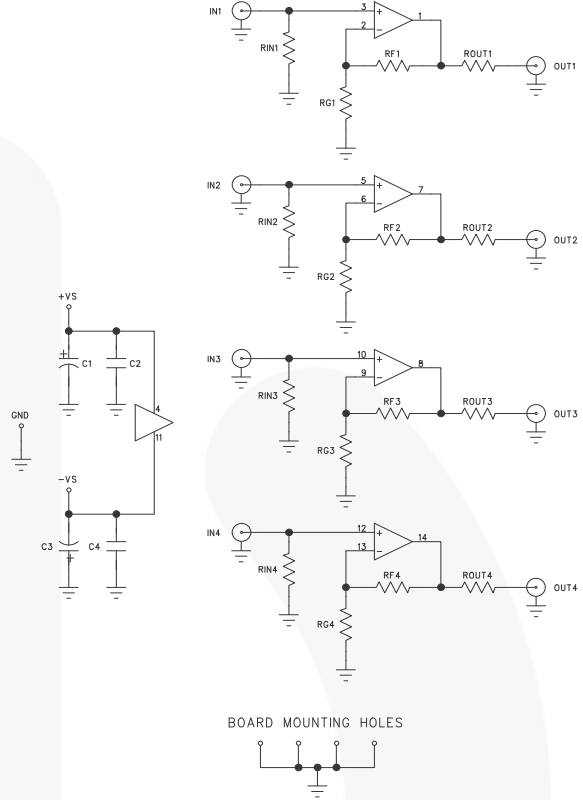 IN1
3
1
2
+
−
RIN1
RF1
ROUT1
OUT1
RG1
IN2
5
7
6
+
−
RIN2
RF2
ROUT2
OUT2
RG2
+VS
+
C1
C2
4
11
GND
-VS
C3
+
C4
IN3
10
8
9
+
−
RIN3
RF3
ROUT3
OUT3
RG3
IN4
12
14
13
+
−
RIN4
RF4
ROUT4
OUT4
RG4
BOARD MOUNTING HOLES